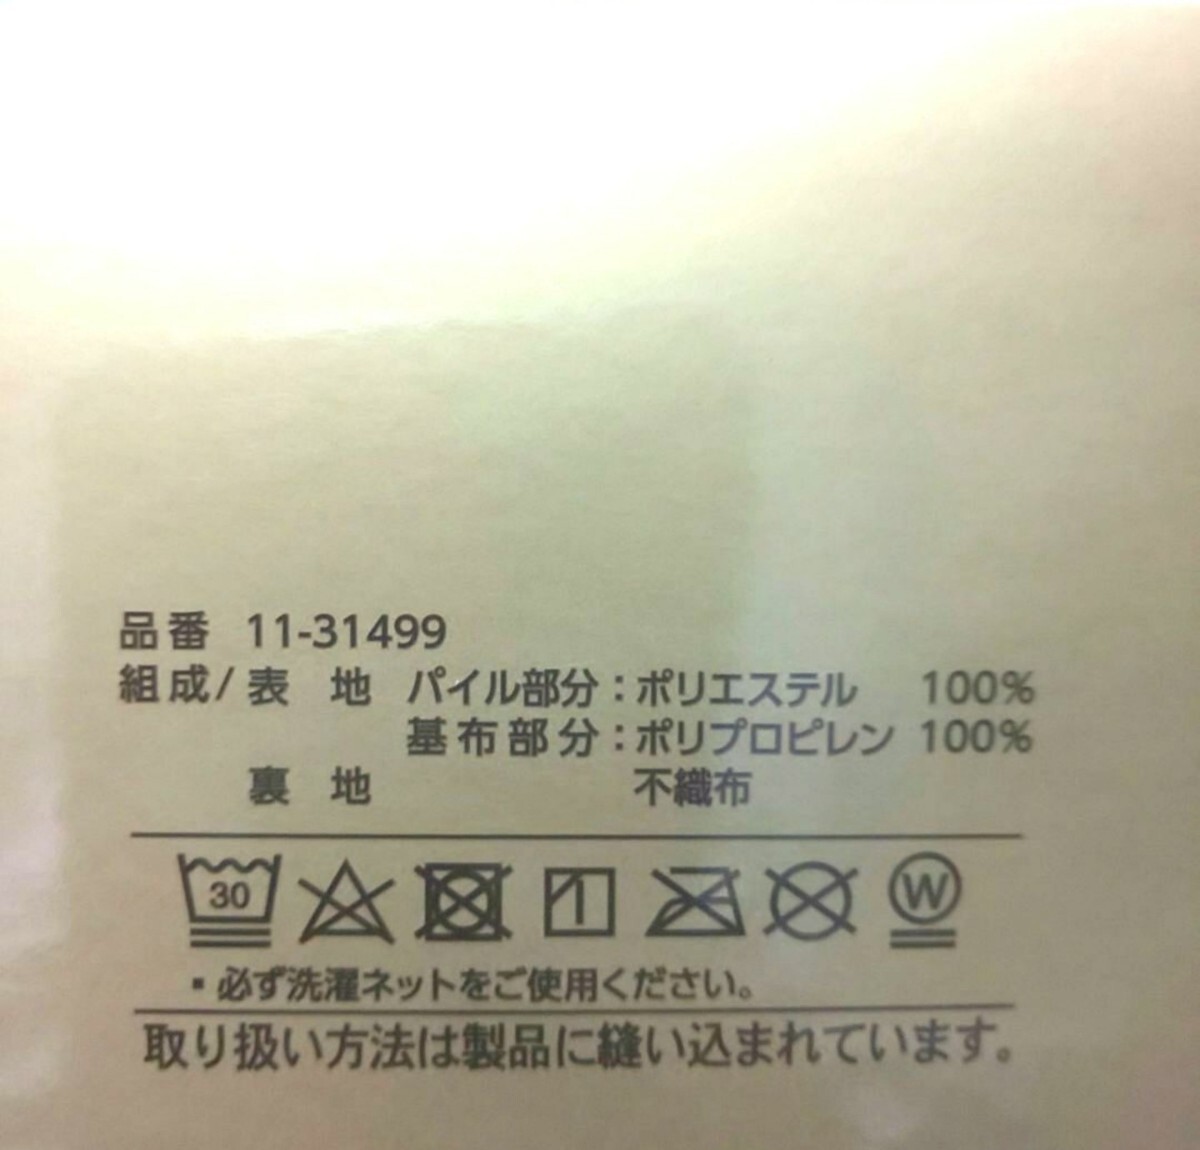 品番 11-31499
組成/表地 パイル部分：ポリエステル 100%
基布部分：ポリプロピレン 100%
裏地 不織布
30 W
・必ず洗濯ネットをご使用ください。
取り扱い方法は製品に縫い込まれています。